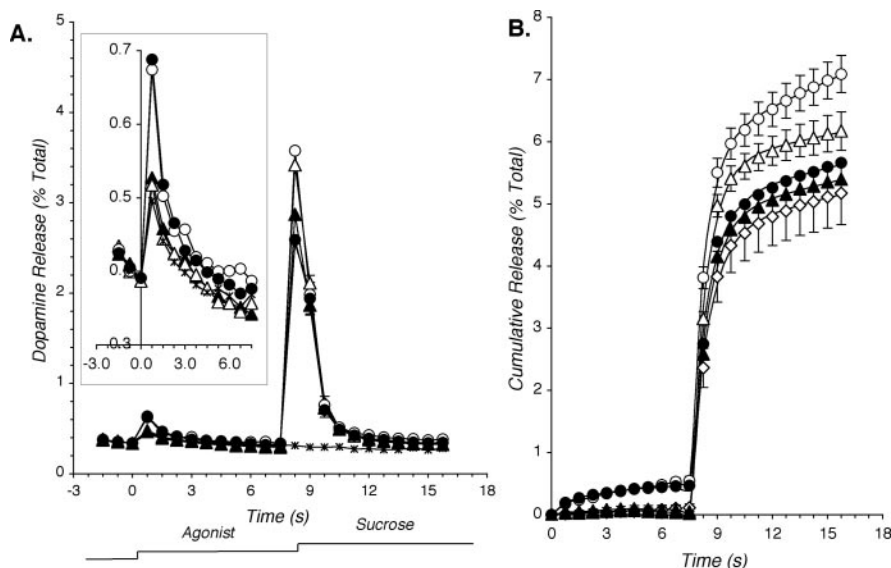 A.
Dopamine Release (% Total)
5
4
3
2
1
0
-3 0 3 6 9 12 15 18
Time (s)
0.7
0.6
0.5
0.4
0.3
-3.0 0.0 3.0 6.0
Agonist
Sucrose
B.
Cumulative Release (% Total)
8
7
6
5
4
3
2
1
0
0 3 6 9 12 15 18
Time (s)